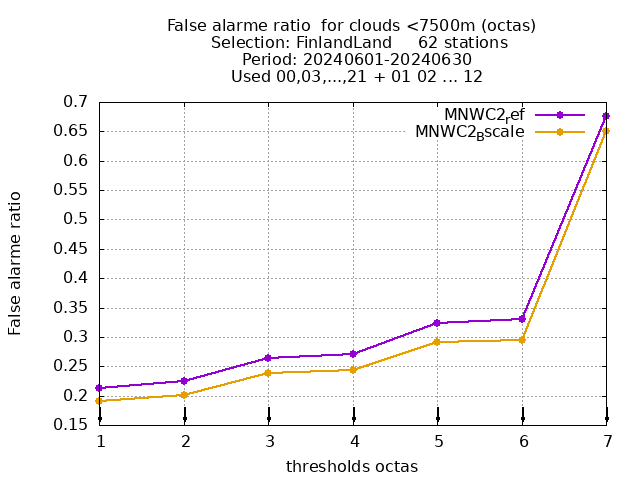 False alarme ratio  for clouds <7500m (octas)
Selection: FinlandLand     62 stations
Period: 20240601-20240630
Used 00,03,...,21 + 01 02 ... 12
MNWC2ref
MNWC2Bscale
0.7
0.65
0.6
0.55
0.5
0.45
0.4
0.35
0.3
0.25
0.2
0.15
False alarme ratio
1 2 3 4 5 6 7
thresholds octas